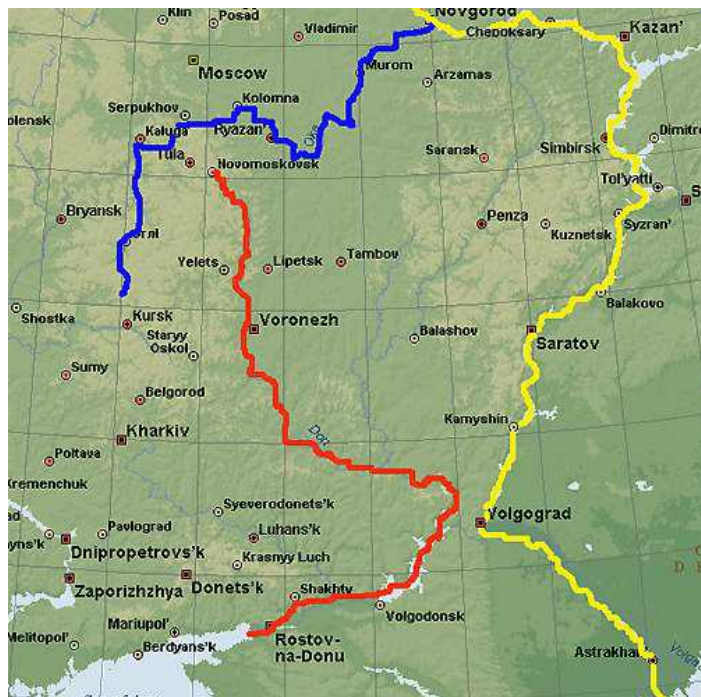 Klin
Posad
Novgorod
Vladimir
Cheboksary
Kazan'
Moscow
Murom
Arzamas
Serpukhov
Kolomna
olensk
Kaluga
Ryazan'
Oka
Simbirsk
Dimitro
Tula
Novomoskovsk
Saransk
Tol'yatti
S
Bryansk
Penza
Syzran'
Kuznetsk
Yelets
Lipetsk
Tambov
Balakovo
Shostka
Kursk
Voronezh
Staryy
Oskol
Balashov
Saratov
Sumy
Belgorod
Kamyshin
Kharkiv
Don
Poltava
Kremenchuk
Syeverodonets'k
Volgograd
ad
Pavlograd
Luhans'k
yns'k
Dnipropetrovs'k
Krasnyy Luch
Zaporizhzhya
Donets'k
Shakhty
Volgodonsk
Mariupol'
Rostov-
na-Donu
Melitopol'
Berdyans'k
Astrakhan'
Volga